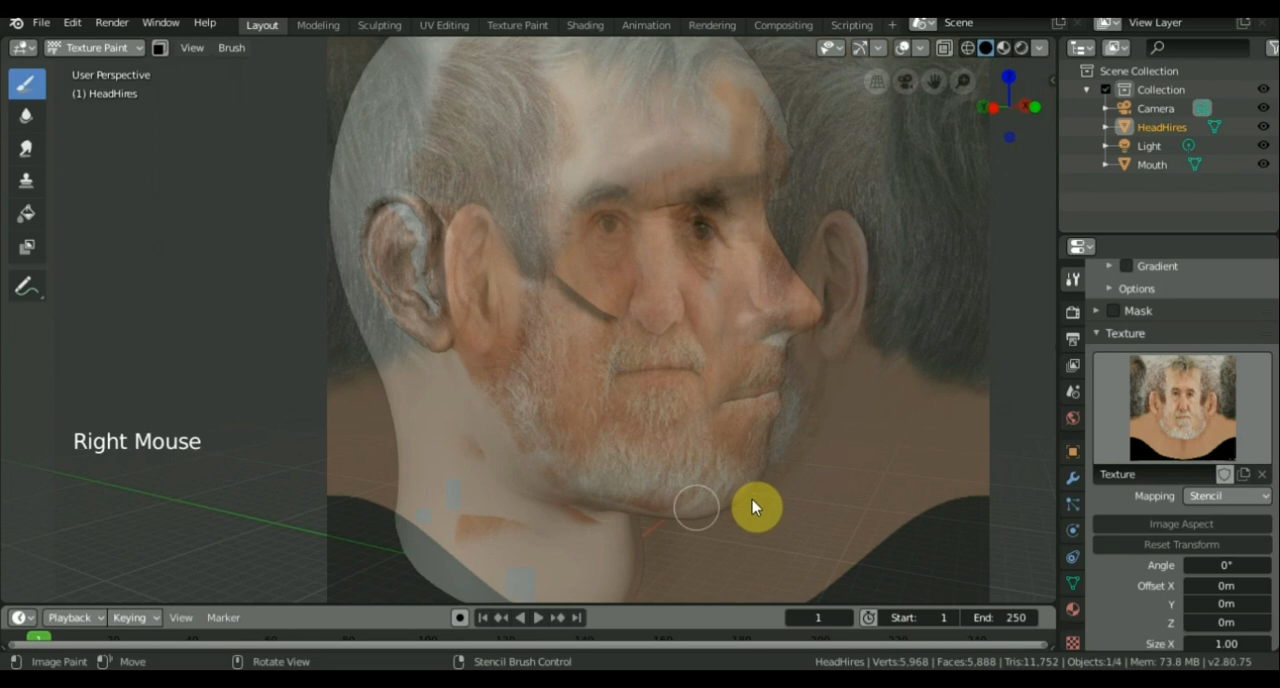 File Edit Render Window Help Layout Modeling Sculpting UV Editing Texture Paint Shading Animation Rendering Compositing Scripting + Scene View Layer
Texture Paint View Brush
User Perspective
(1) HeadHires
Scene Collection
Collection
Camera
HeadHires
Light
Mouth
Gradient
Options
Mask
Texture
Right Mouse
Texture
Mapping Stencil
Image Aspect
Reset Transform
Angle 0°
Offset X 0m
Y 0m
Z 0m
Size X 1.00
Playback Keying View Marker 1 Start: 1 End: 250
1
Image Paint Move Rotate View Stencil Brush Control HeadHires | Verts:5,968 | Faces:5,888 | Tris:11,752 | Objects:1/4 | Mem: 73.8 MB | v2.80.75